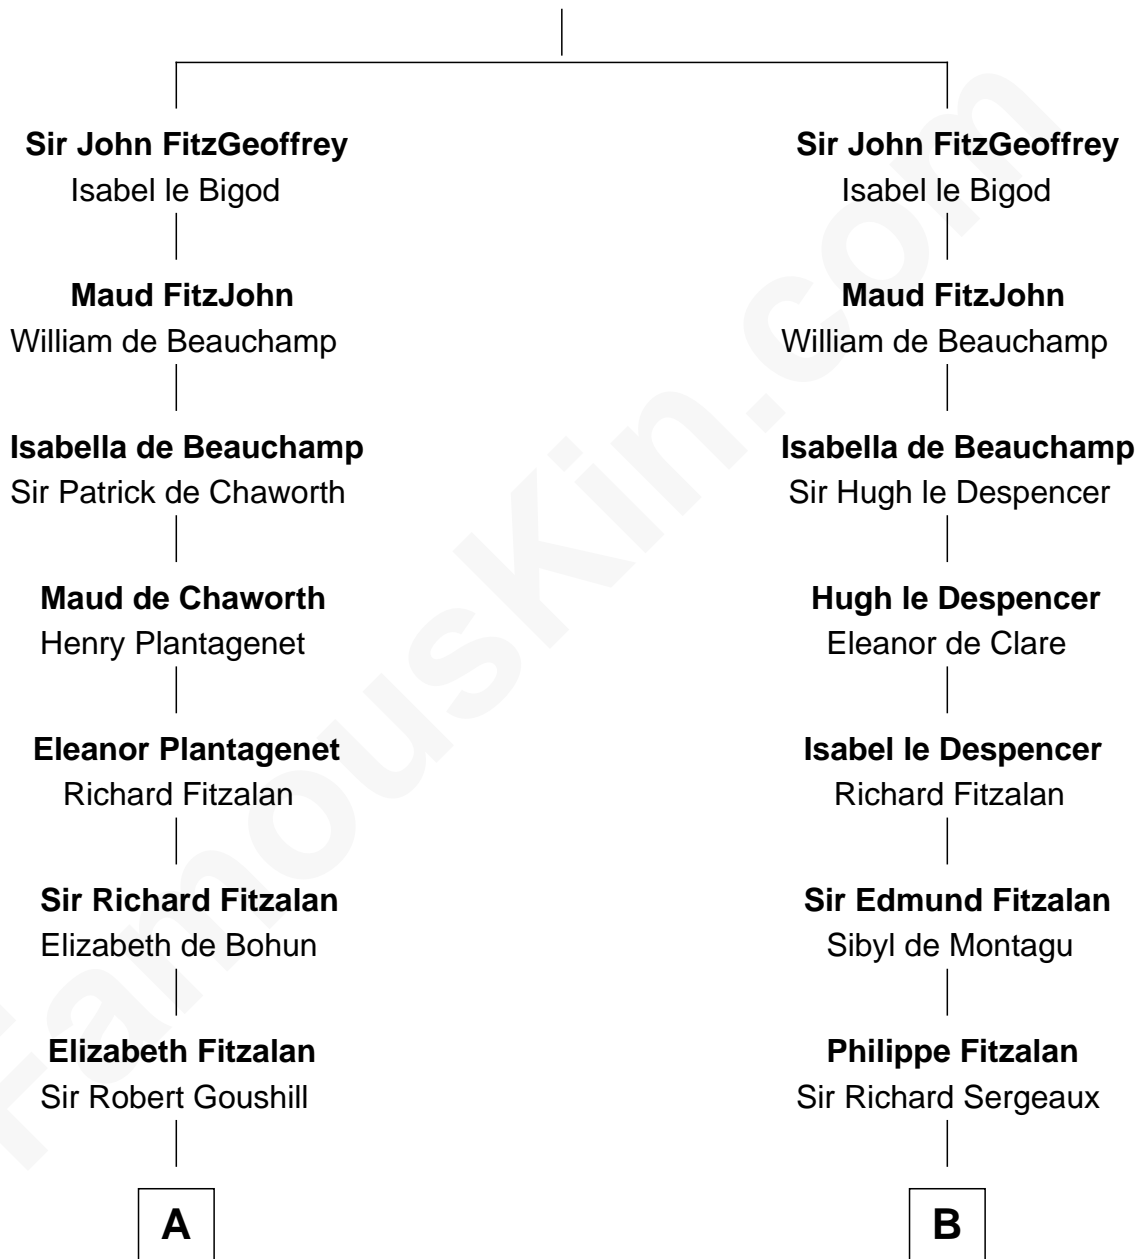 Sir John FitzGeoffrey
Isabel le Bigod
Maud FitzJohn
William de Beauchamp
Isabella de Beauchamp
Sir Patrick de Chaworth
Maud de Chaworth
Henry Plantagenet
Eleanor Plantagenet
Richard Fitzalan
Sir Richard Fitzalan
Elizabeth de Bohun
Elizabeth Fitzalan
Sir Robert Goushill
A
Sir John FitzGeoffrey
Isabel le Bigod
Maud FitzJohn
William de Beauchamp
Isabella de Beauchamp
Sir Hugh le Despencer
Hugh le Despencer
Eleanor de Clare
Isabel le Despencer
Richard Fitzalan
Sir Edmund Fitzalan
Sibyl de Montagu
Philippe Fitzalan
Sir Richard Sergeaux
B
FamousKin.com